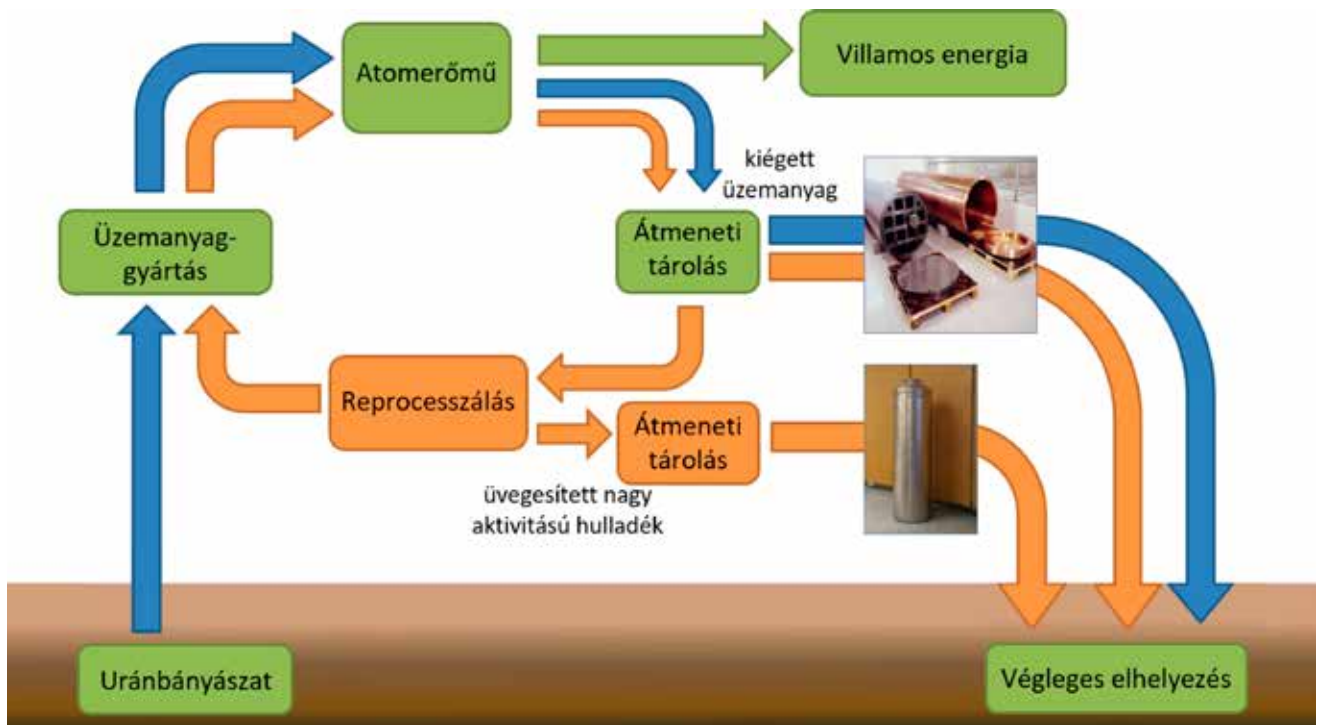 Atomerőmű
Villamos energia
kiégett
üzemanyag
Üzemanyag-
gyártás
Átmeneti
tárolás
Reprocesszálás
Átmeneti
tárolás
üvegesített nagy
aktivitású hulladék
Uránbányászat
Végleges elhelyezés